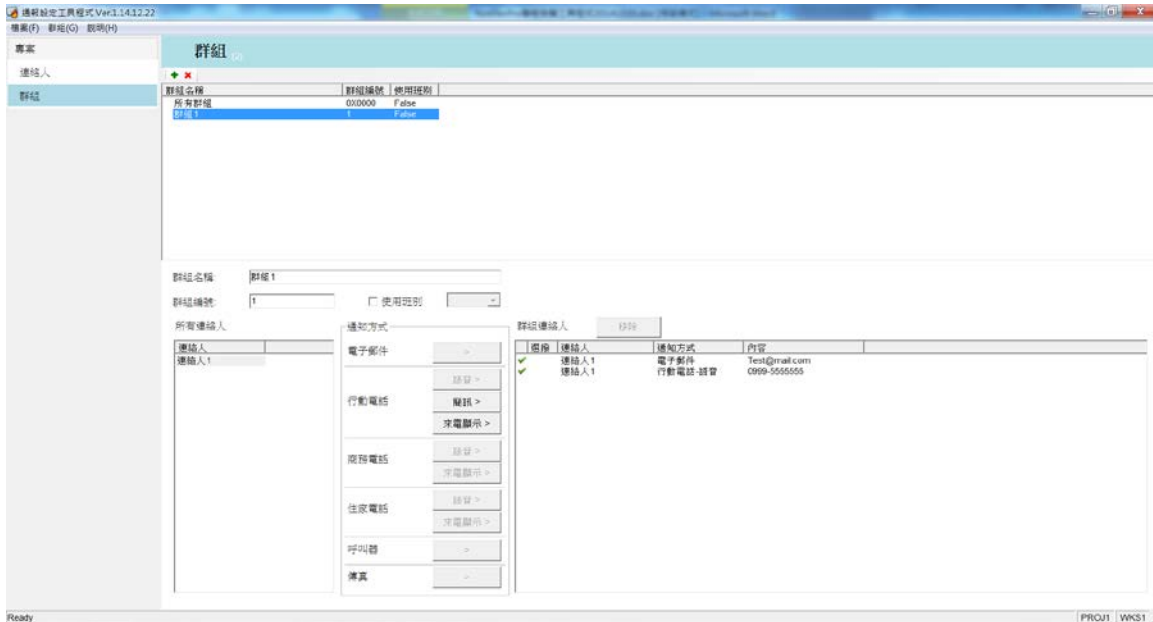 通報設定工具程式 Ver.1.14.12.22
檔案(F) 群組(G) 說明(H)
專案
連絡人
群組
群組
群組名稱 群組編號 使用班別
所有群組 0X0000 False
群組1 1 False
群組名稱: 群組1
群組編號: 1 使用班別
所有連絡人
連絡人
連絡人1
通知方式
電子郵件 >
行動電話
語音 >
簡訊 >
來電顯示 >
商務電話
語音 >
來電顯示 >
住家電話
語音 >
來電顯示 >
呼叫器 >
傳真 >
群組連絡人 移除
連絡人 通知方式 內容
連絡人1 電子郵件 Test@mail.com
連絡人1 行動電話-語音 0999-5555555
Ready PROJ1 WKS1